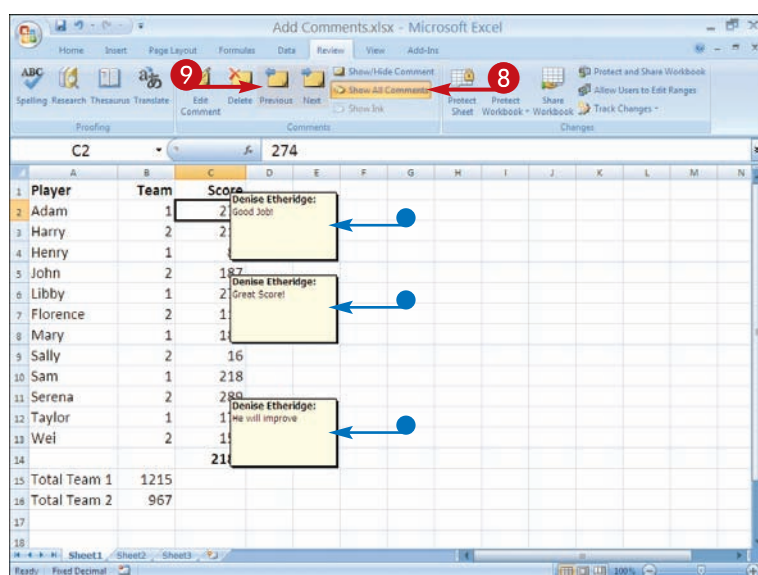 Add Comments.xlsx - Microsoft Excel
Home Insert Page Layout Formulas Data Review View Add-Ins
Spelling Research Thesaurus Translate Edit Comment Delete Previous Next Show/Hide Comment Show All Comments Show Ink Protect Sheet Protect Workbook Share Workbook Protect and Share Workbook Allow Users to Edit Ranges Track Changes
9 8
Proofing Comments Changes
C2 274
A B C D E F G H I J K L M N
1 Player Team Score
Denise Etheridge:
2 Adam 1 Good Job!
3 Harry 2
4 Henry 1
5 John 2 187
Denise Etheridge:
6 Libby 1 Great Score!
7 Florence 2
8 Mary 1
9 Sally 2 16
10 Sam 1 218
11 Serena 2 289
Denise Etheridge:
12 Taylor 1 He will improve
13 Wei 2
14
15 Total Team 1 1215
16 Total Team 2 967
17
18
Sheet1 Sheet2 Sheet3
Ready Fixed Decimal 100%